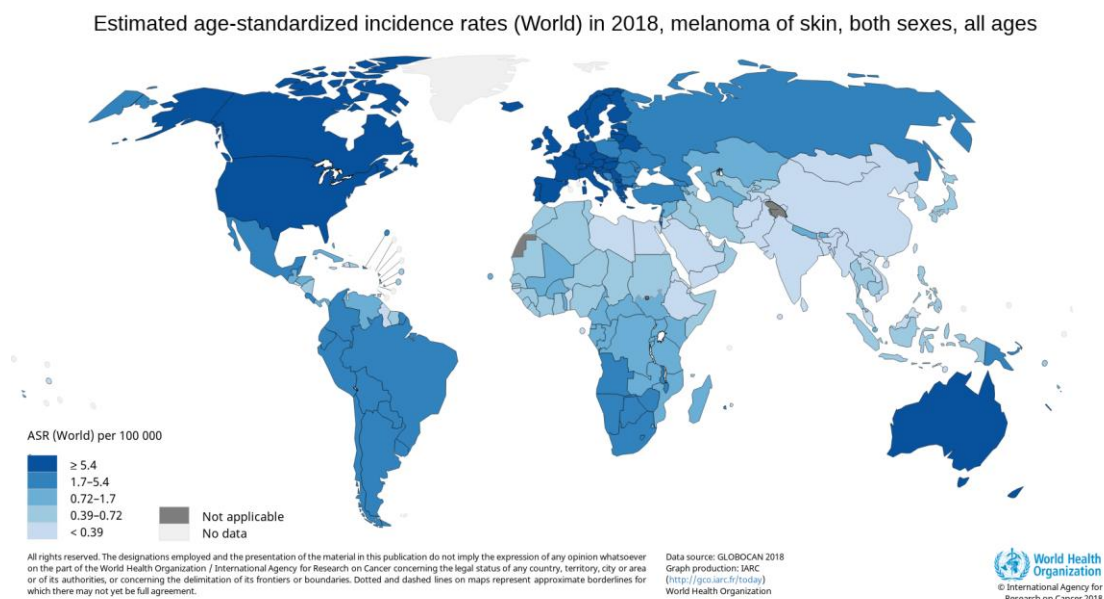 Estimated age-standardized incidence rates (World) in 2018, melanoma of skin, both sexes, all ages
ASR (World) per 100 000
≥ 5.4
1.7–5.4
0.72–1.7
0.39–0.72
< 0.39
Not applicable
No data
All rights reserved. The designations employed and the presentation of the material in this publication do not imply the expression of any opinion whatsoever
on the part of the World Health Organization / International Agency for Research on Cancer concerning the legal status of any country, territory, city or area
or of its authorities, or concerning the delimitation of its frontiers or boundaries. Dotted and dashed lines on maps represent approximate borderlines for
which there may not yet be full agreement.
Data source: GLOBOCAN 2018
Graph production: IARC
(http://gco.iarc.fr/today)
World Health Organization
World Health
Organization
© International Agency for
Research on Cancer 2018